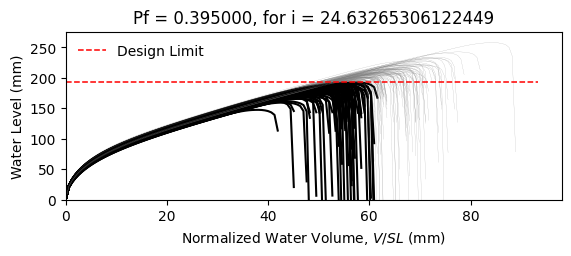 Pf = 0.395000, for i = 24.63265306122449
Design Limit
Water Level (mm)
250
200
150
100
50
0
0 20 40 60 80
Normalized Water Volume, V/SL (mm)